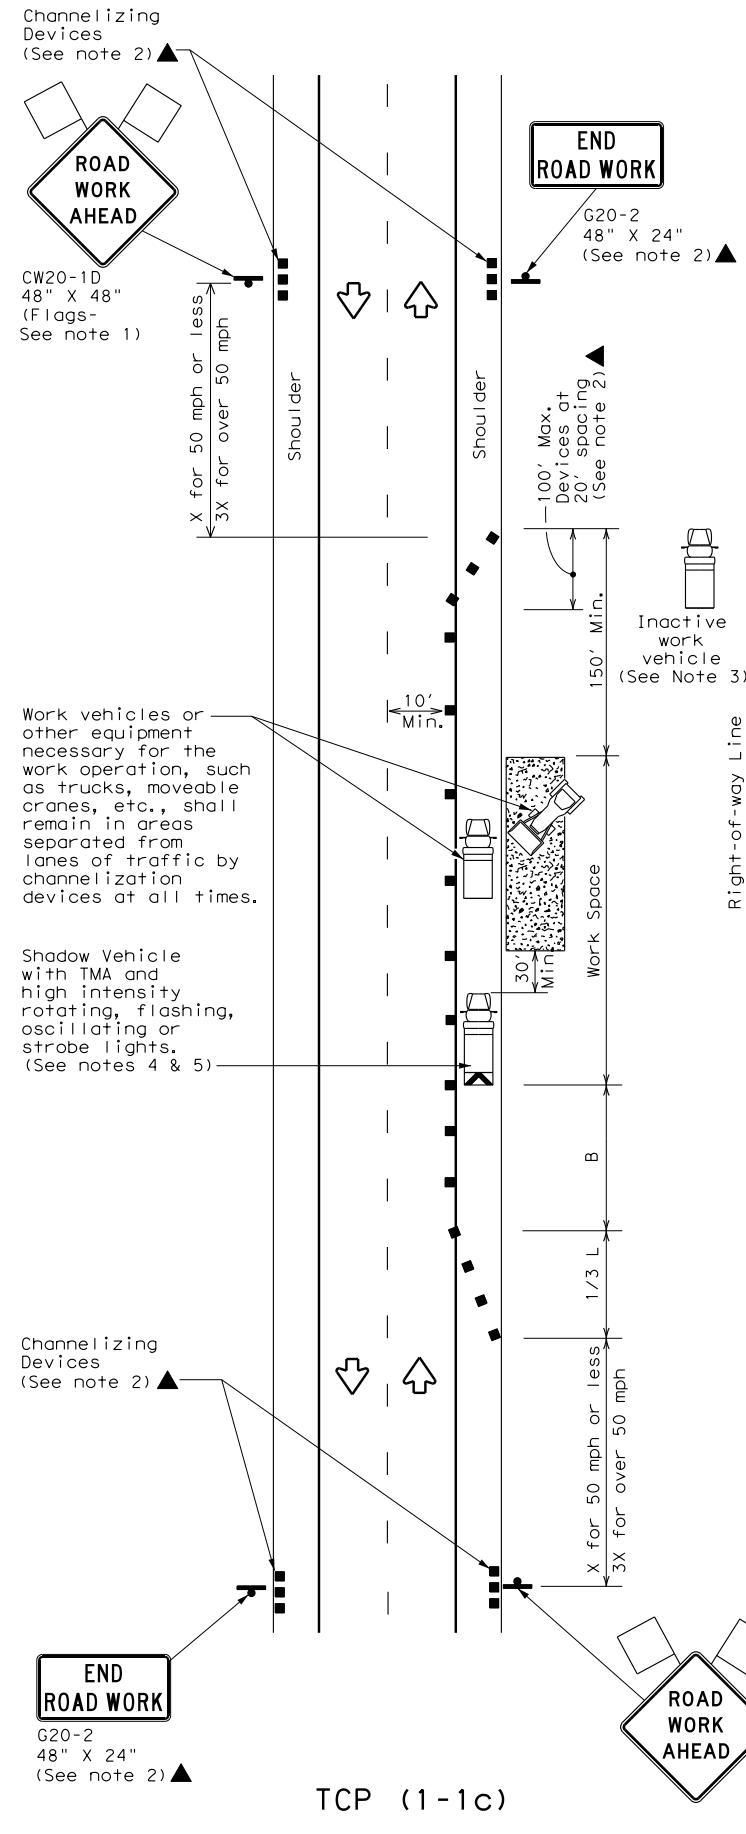 Channelizing
Devices
(See note 2)
ROAD
WORK
AHEAD
CW20-1D
48" X 48"
(Flags-
See note 1)
END
ROAD WORK
G20-2
48" X 24"
(See note 2)
X for 50 mph or less
3X for over 50 mph
Shoulder
Shoulder
100' Max.
Devices at
20' spacing
(See note 2)
150' Min.
Inactive
work
vehicle
(See Note 3)
Right-of-way Line
10'
Min.
Work vehicles or
other equipment
necessary for the
work operation, such
as trucks, moveable
cranes, etc., shall
remain in areas
separated from
lanes of traffic by
channelization
devices at all times.
Work Space
30'
Min.
Shadow Vehicle
with TMA and
high intensity
rotating, flashing,
oscillating or
strobe lights.
(See notes 4 & 5)
B
1/3 L
Channelizing
Devices
(See note 2)
X for 50 mph or less
3X for over 50 mph
END
ROAD WORK
G20-2
48" X 24"
(See note 2)
ROAD
WORK
AHEAD
TCP (1-1c)